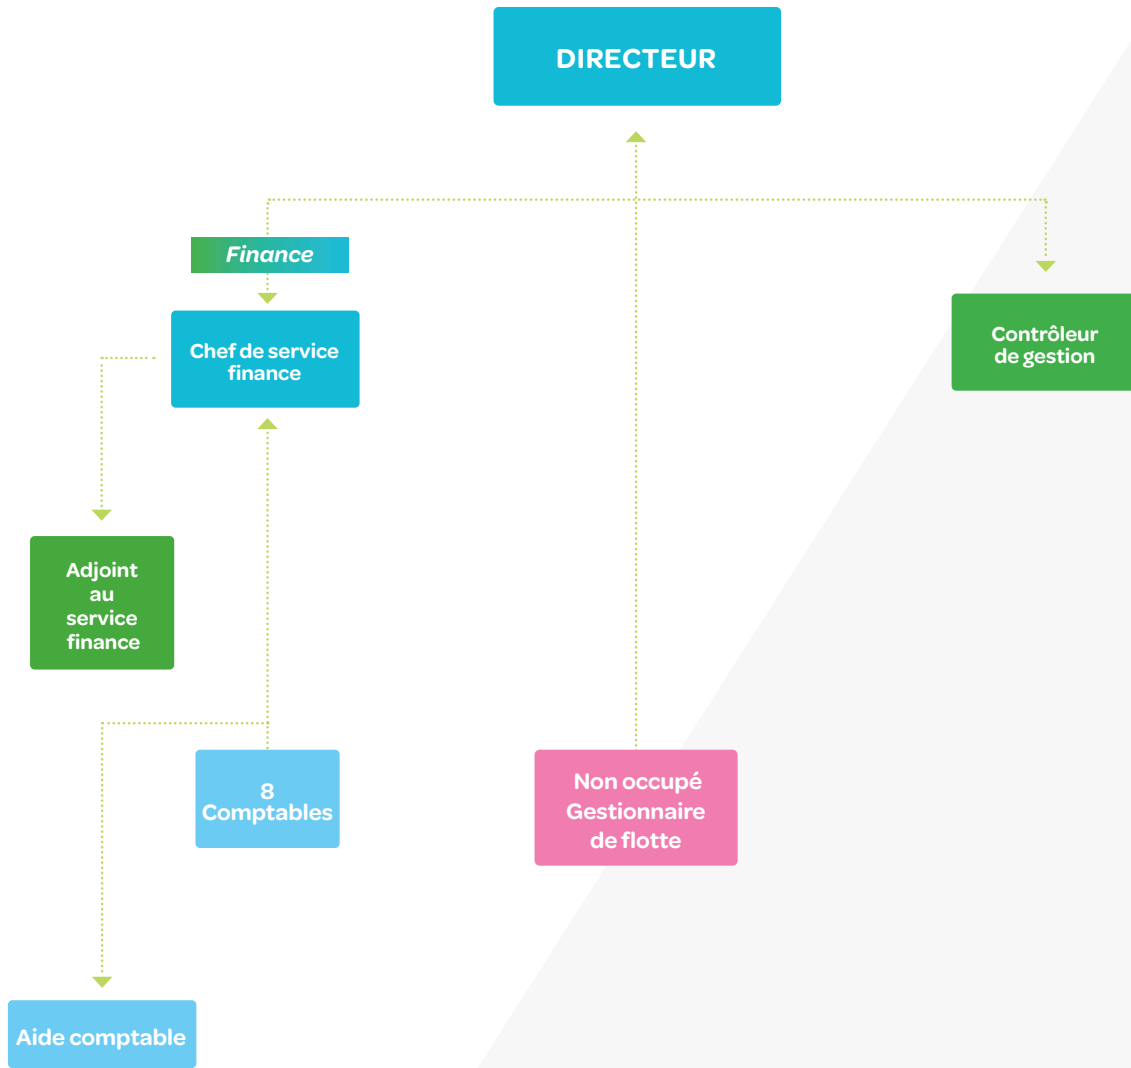 DIRECTEUR
Finance
Chef de service
finance
Contrôleur
de gestion
Adjoint
au
service
finance
8
Comptables
Non occupé
Gestionnaire
de flotte
Aide comptable